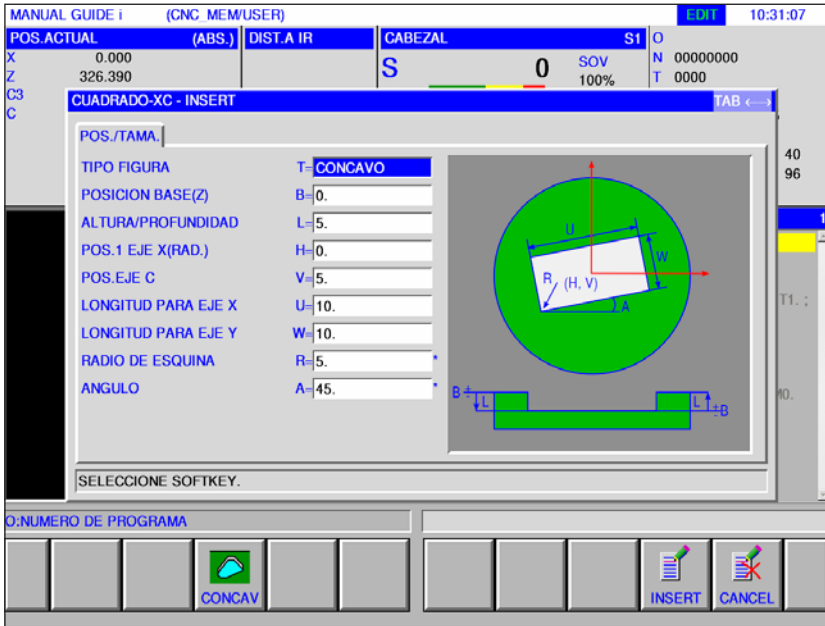 MANUAL GUIDE i (CNC_MEM/USER) EDIT 10:31:07
POS.ACTUAL (ABS.) DIST.A IR CABEZAL S1 O
X 0.000 S 0 SOV N 00000000
Z 326.390 100% T 0000
C3
C
CUADRADO-XC - INSERT TAB <—>
POS./TAMA.
TIPO FIGURA T= CONCAVO
POSICION BASE(Z) B= 0.
ALTURA/PROFUNDIDAD L= 5.
POS.1 EJE X(RAD.) H= 0.
POS.EJE C V= 5.
LONGITUD PARA EJE X U= 10.
LONGITUD PARA EJE Y W= 10.
RADIO DE ESQUINA R= 5. *
ANGULO A= 45. *
U
W
R (H, V)
A
B L L B
40
96
1
T1. ;
M0.
SELECCIONE SOFTKEY.
O:NUMERO DE PROGRAMA
CONCAV INSERT CANCEL